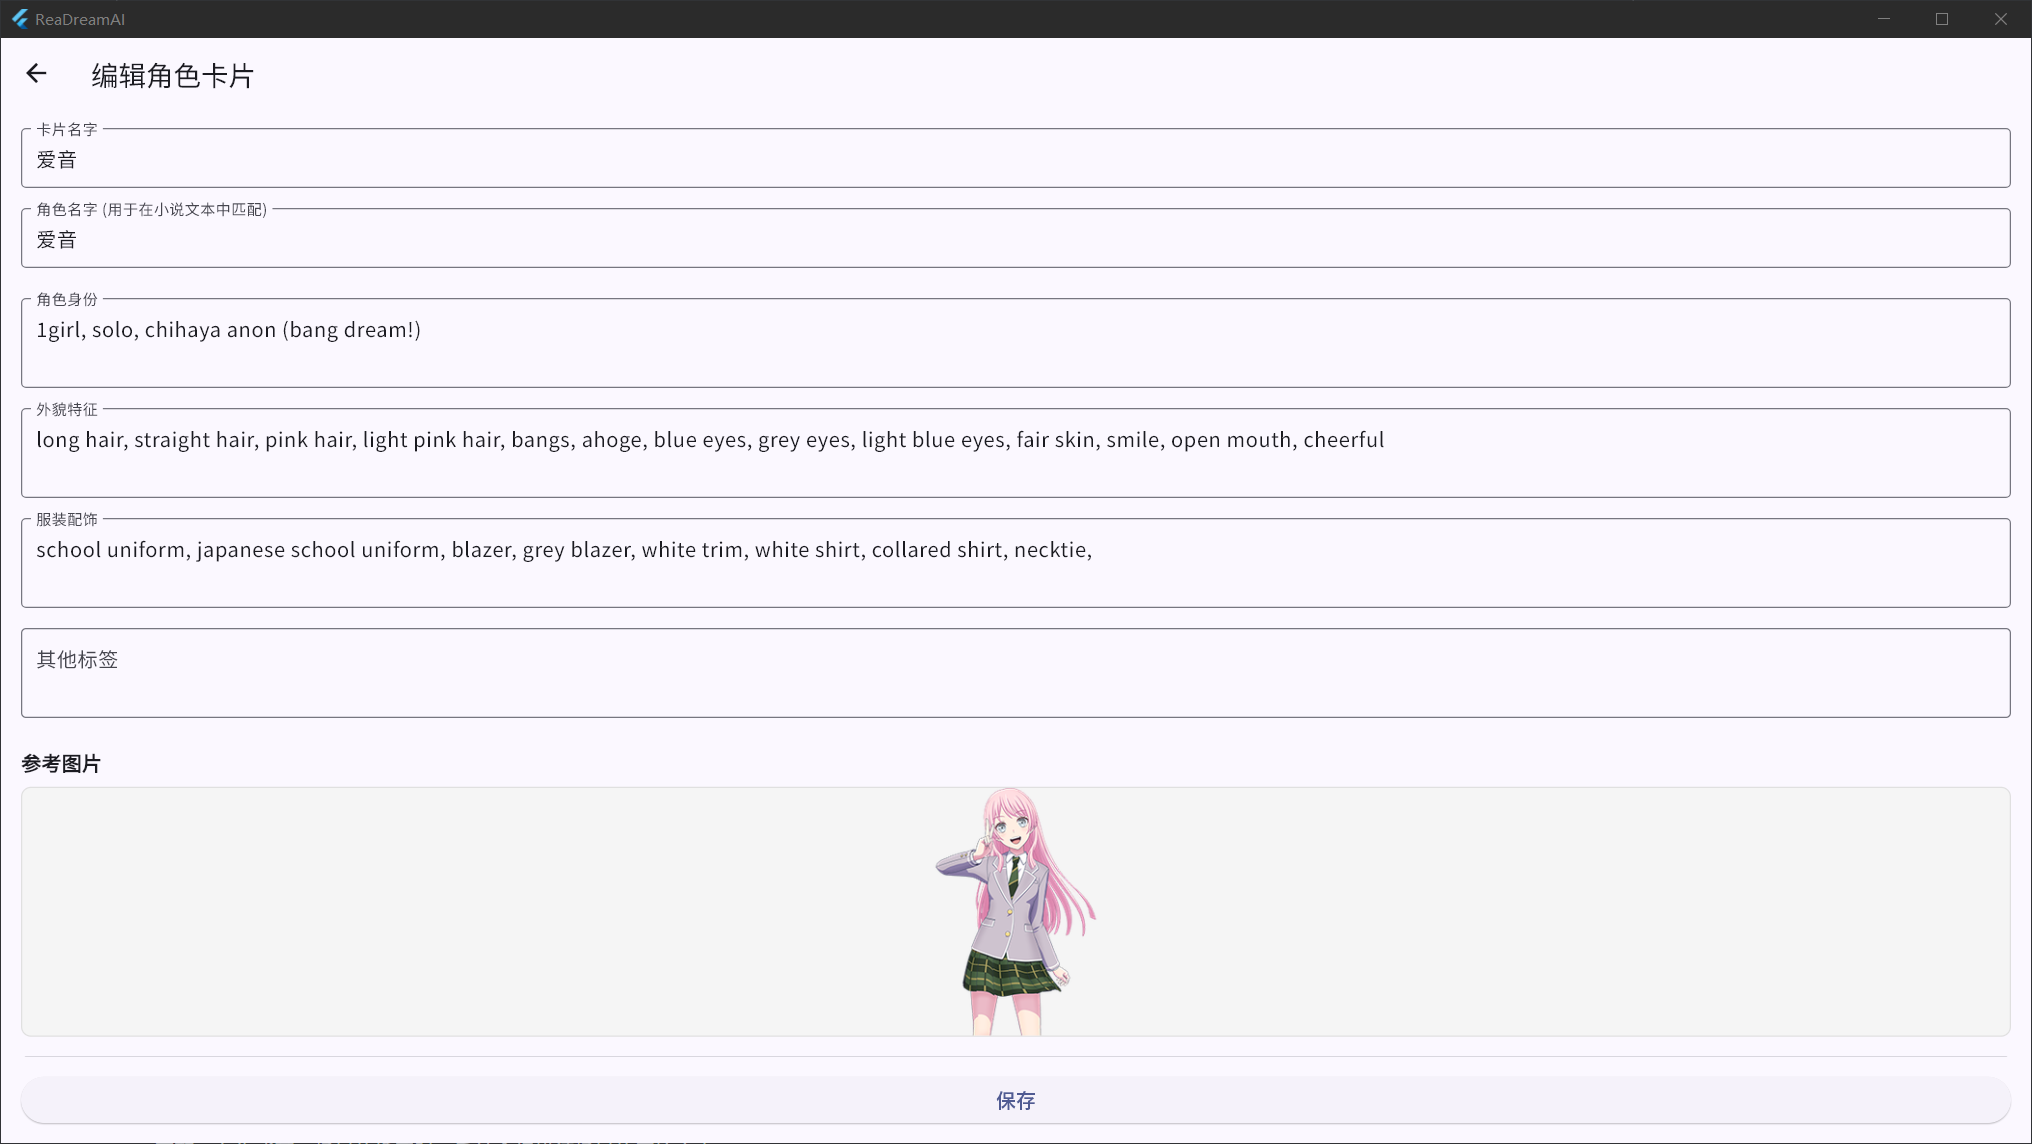 ReaDreamAI
编辑角色卡片
卡片名字
爱音
角色名字 (用于在小说文本中匹配)
爱音
角色身份
1girl, solo, chihaya anon (bang dream!)
外貌特征
long hair, straight hair, pink hair, light pink hair, bangs, ahoge, blue eyes, grey eyes, light blue eyes, fair skin, smile, open mouth, cheerful
服装配饰
school uniform, japanese school uniform, blazer, grey blazer, white trim, white shirt, collared shirt, necktie,
其他标签
参考图片
保存